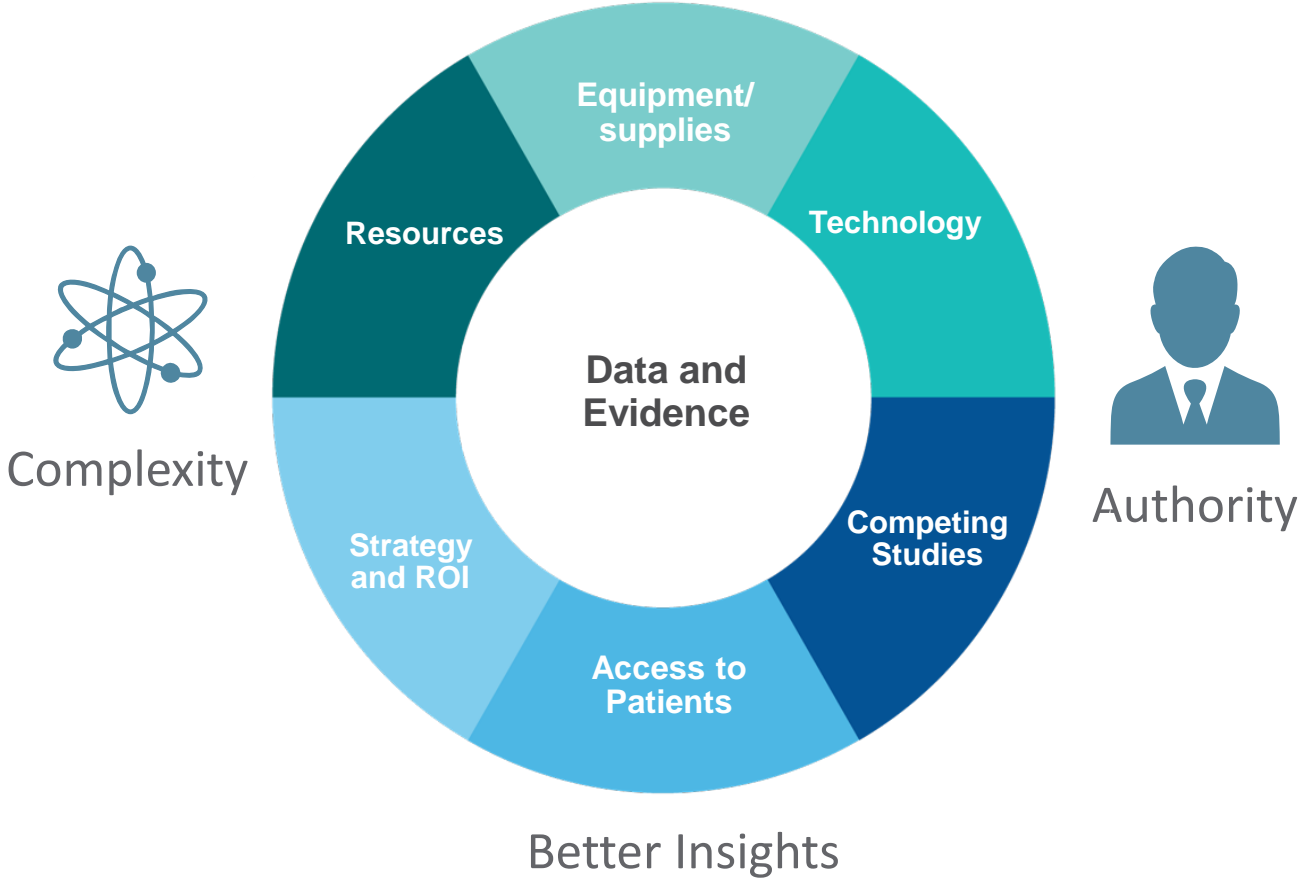 Equipment/
supplies
Technology
Resources
Data and
Evidence
Complexity
Authority
Competing
Studies
Strategy
and ROI
Access to
Patients
Better Insights